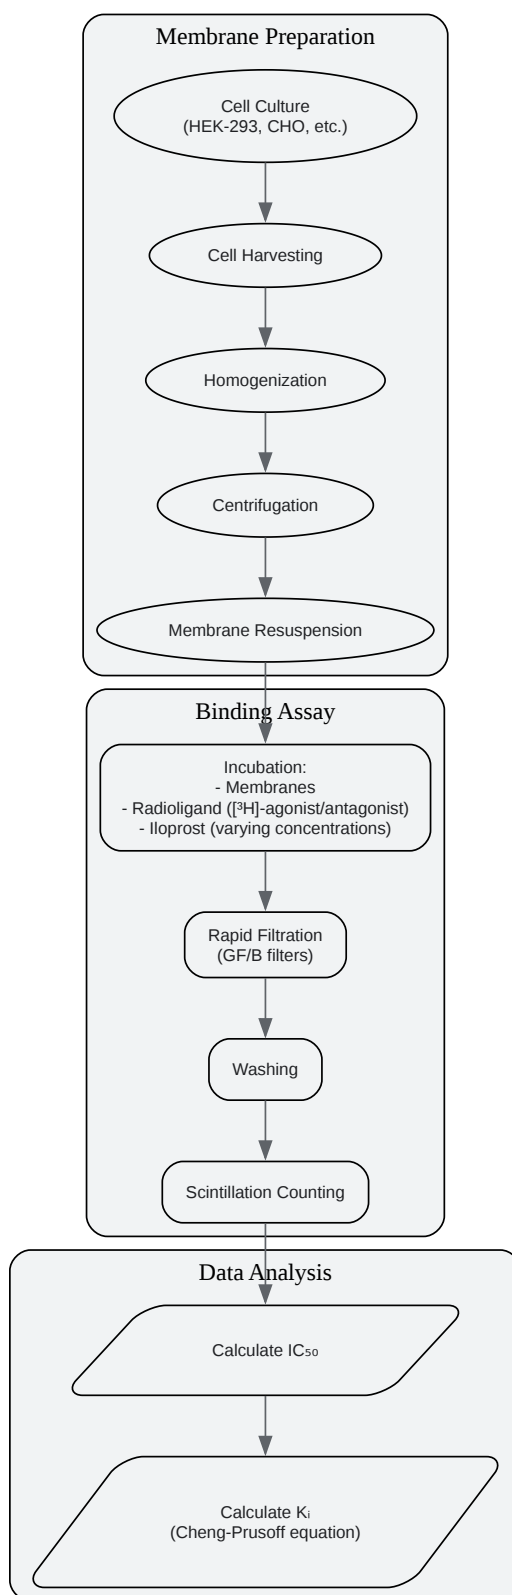 Membrane Preparation
Cell Culture
(HEK-293, CHO, etc.)
Cell Harvesting
Homogenization
Centrifugation
Membrane Resuspension
Binding Assay
Incubation:
- Membranes
- Radioligand ([³H]-agonist/antagonist)
- Iloprost (varying concentrations)
Rapid Filtration
(GF/B filters)
Washing
Scintillation Counting
Data Analysis
Calculate IC₅₀
Calculate Kᵢ
(Cheng-Prusoff equation)